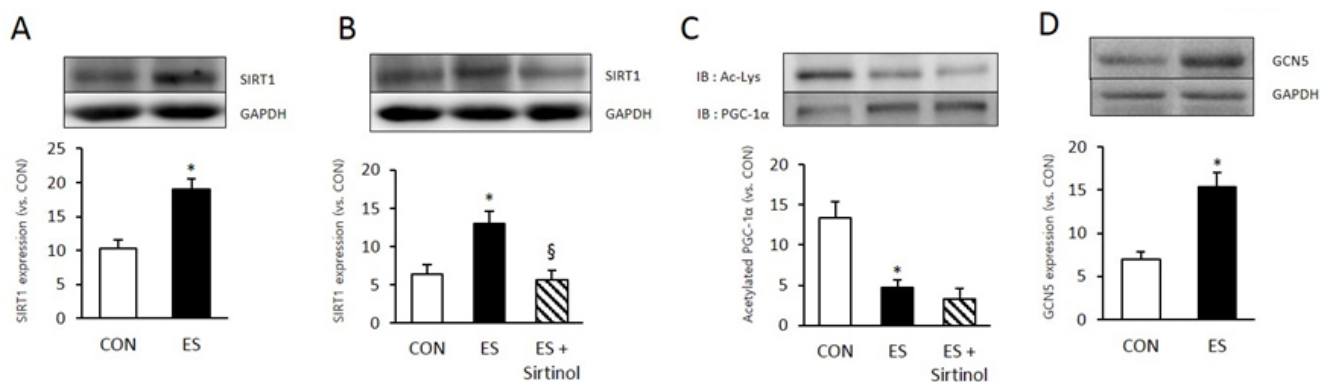 A
SIRT1
GAPDH
SIRT1 expression (vs. CON)
25
20
15
10
5
0
*
CON
ES
B
SIRT1
GAPDH
SIRT1 expression (vs. CON)
20
15
10
5
0
*
§
CON
ES
ES +
Sirtinol
C
IB : Ac-Lys
IB : PGC-1α
Acetylated PGC-1α (vs. CON)
20
15
10
5
0
*
CON
ES
ES +
Sirtinol
D
GCN5
GAPDH
GCN5 expression (vs. CON)
20
15
10
5
0
*
CON
ES